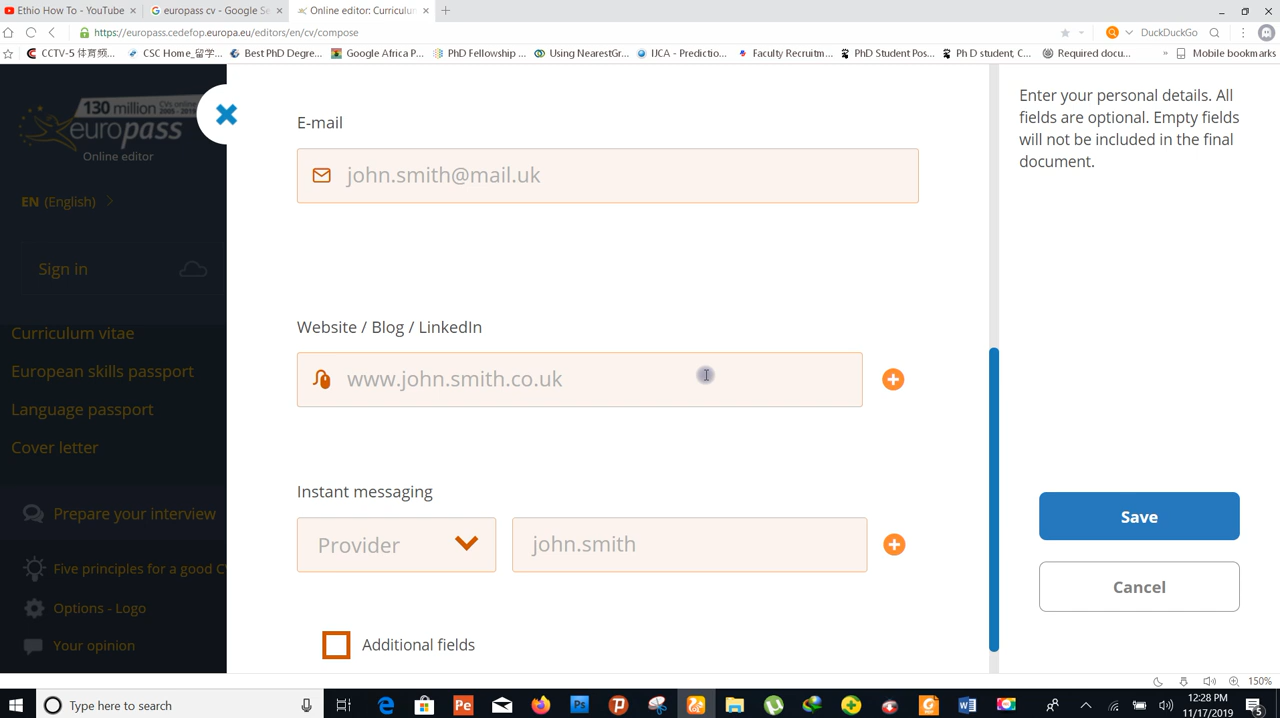 Ethio How To - YouTube
europass cv - Google Se
Online editor: Curriculum
https://europass.cedefop.europa.eu/editors/en/cv/compose
DuckDuckGo
CCTV-5 体育频...
CSC Home_留学...
Best PhD Degree...
Google Africa P...
PhD Fellowship ...
Using NearestGr...
IJCA - Predictio...
Faculty Recruitm...
PhD Student Pos...
Ph D student, C...
Required docu...
Mobile bookmarks
130 million
CVs online
2005 - 2019
europass
Online editor
EN (English)
Sign in
Curriculum vitae
European skills passport
Language passport
Cover letter
Prepare your interview
Five principles for a good C
Options - Logo
Your opinion
E-mail
john.smith@mail.uk
Website / Blog / LinkedIn
www.john.smith.co.uk
Instant messaging
Provider
john.smith
Additional fields
Enter your personal details. All
fields are optional. Empty fields
will not be included in the final
document.
Save
Cancel
150%
Type here to search
12:28 PM
11/17/2019
5